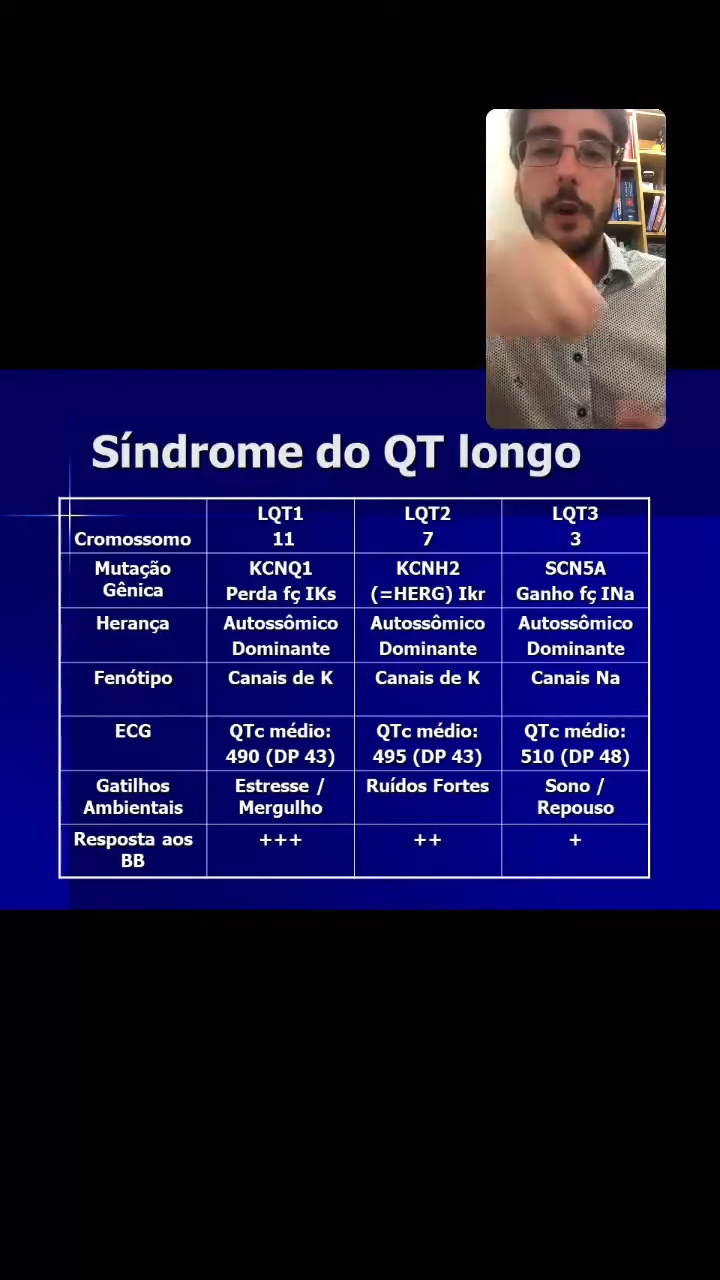 Síndrome do QT longo
LQT1 LQT2 LQT3
Cromossomo 11 7 3
Mutação KCNQ1 KCNH2 SCN5A
Gênica Perda fç IKs (=HERG) Ikr Ganho fç INa
Herança Autossômico Autossômico Autossômico
Dominante Dominante Dominante
Fenótipo Canais de K Canais de K Canais Na
ECG QTc médio: QTc médio: QTc médio:
490 (DP 43) 495 (DP 43) 510 (DP 48)
Gatilhos Estresse / Ruídos Fortes Sono /
Ambientais Mergulho Repouso
Resposta aos +++ ++ +
BB